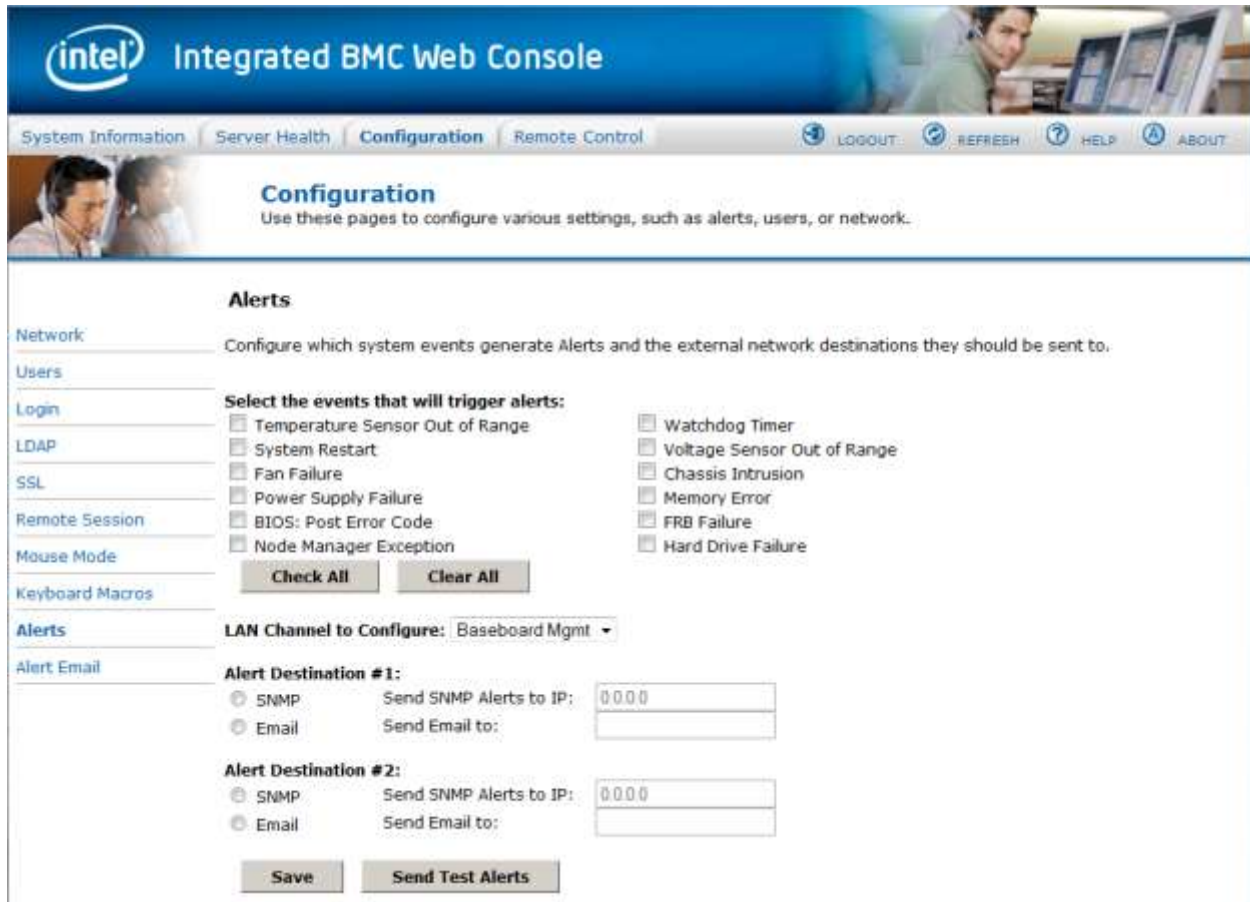 intel Integrated BMC Web Console
System Information Server Health Configuration Remote Control LOGOUT REFRESH HELP ABOUT
Configuration
Use these pages to configure various settings, such as alerts, users, or network.
Network
Users
Login
LDAP
SSL
Remote Session
Mouse Mode
Keyboard Macros
Alerts
Alert Email
Alerts
Configure which system events generate Alerts and the external network destinations they should be sent to.
Select the events that will trigger alerts:
Temperature Sensor Out of Range Watchdog Timer
System Restart Voltage Sensor Out of Range
Fan Failure Chassis Intrusion
Power Supply Failure Memory Error
BIOS: Post Error Code FRB Failure
Node Manager Exception Hard Drive Failure
Check All Clear All
LAN Channel to Configure: Baseboard Mgmt
Alert Destination #1:
SNMP Send SNMP Alerts to IP: 0.0.0.0
Email Send Email to:
Alert Destination #2:
SNMP Send SNMP Alerts to IP: 0.0.0.0
Email Send Email to:
Save Send Test Alerts